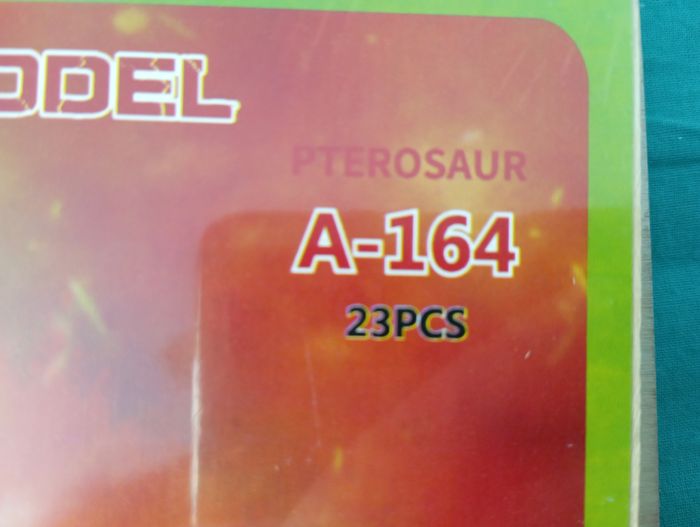 ODEL
PTEROSAUR
A-164
23PCS